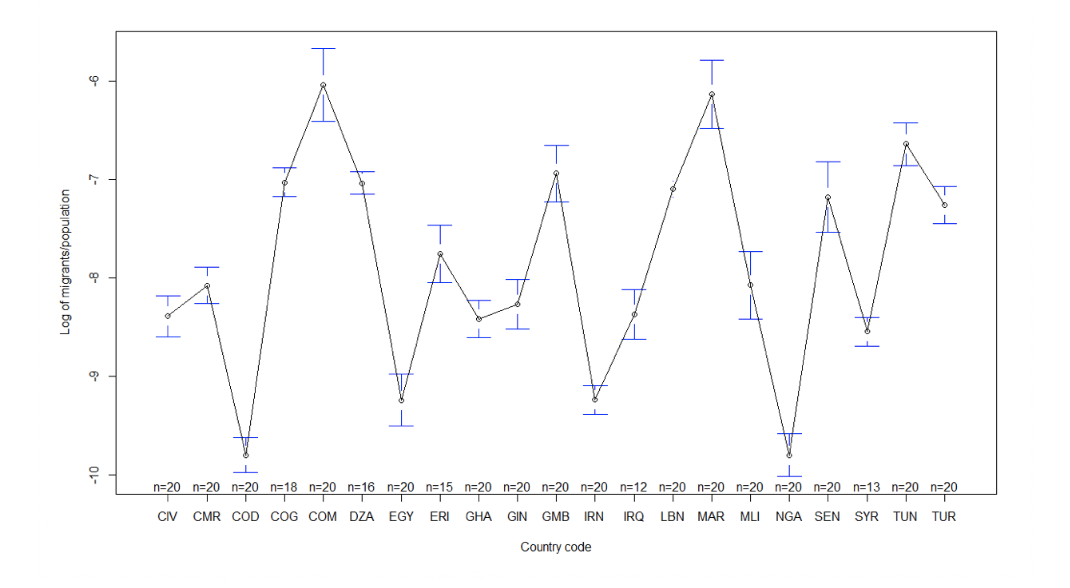 Log of migrants/population
-6
-7
-8
-9
-10
n=20 n=20 n=20 n=18 n=20 n=16 n=20 n=15 n=20 n=20 n=20 n=20 n=12 n=20 n=20 n=20 n=20 n=20 n=13 n=20 n=20
CIV CMR COD COG COM DZA EGY ERI GHA GIN GMB IRN IRQ LBN MAR MLI NGA SEN SYR TUN TUR
Country code